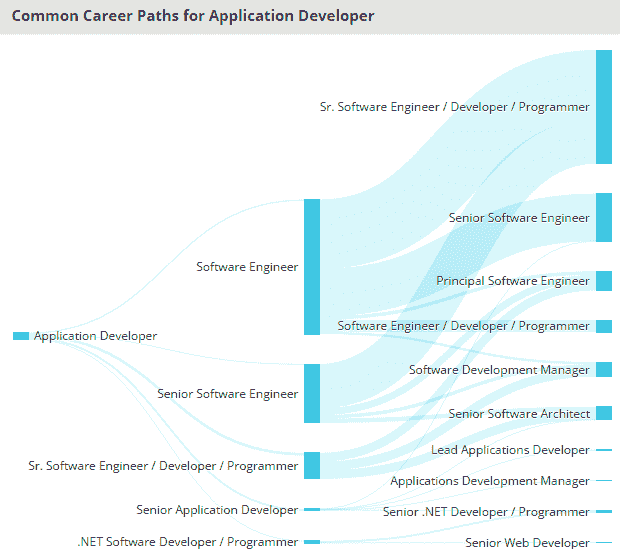 Common Career Paths for Application Developer
Sr. Software Engineer / Developer / Programmer
Senior Software Engineer
Software Engineer
Principal Software Engineer
Software Engineer / Developer / Programmer
Application Developer
Software Development Manager
Senior Software Engineer
Senior Software Architect
Lead Applications Developer
Sr. Software Engineer / Developer / Programmer
Applications Development Manager
Senior Application Developer
Senior .NET Developer / Programmer
.NET Software Developer / Programmer
Senior Web Developer